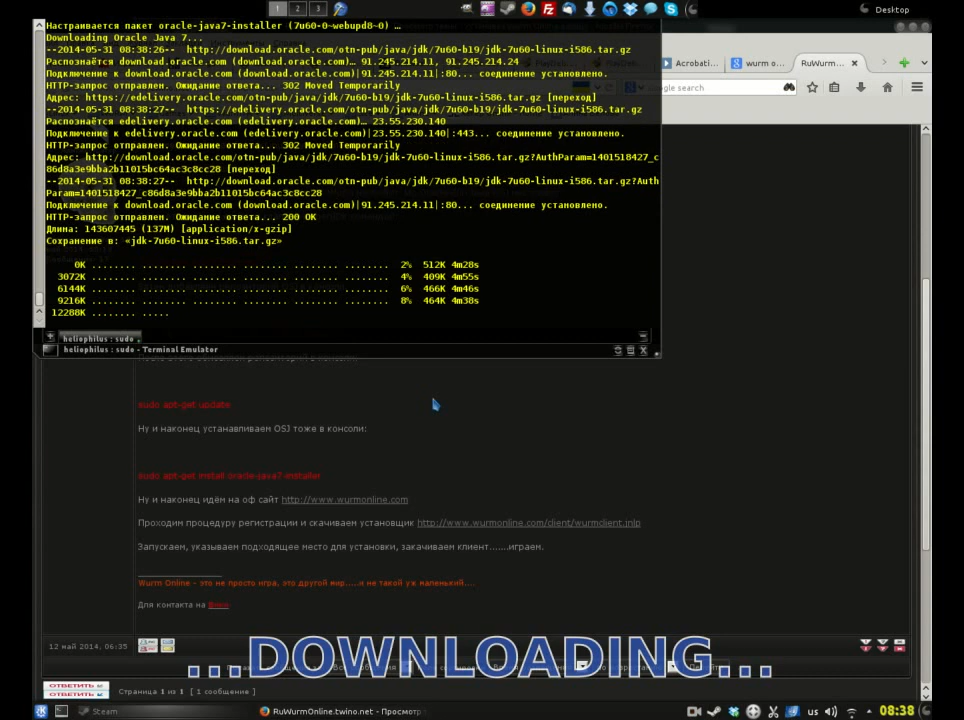 1 2 3
Desktop
Настраивается пакет oracle-java7-installer (7u60-0~webupd8~0) …
Downloading Oracle Java 7...
--2014-05-31 08:38:26-- http://download.oracle.com/otn-pub/java/jdk/7u60-b19/jdk-7u60-linux-i586.tar.gz
Распознаётся download.oracle.com (download.oracle.com)… 91.245.214.11, 91.245.214.24
Подключение к download.oracle.com (download.oracle.com)|91.245.214.11|:80... соединение установлено.
HTTP-запрос отправлен. Ожидание ответа... 302 Moved Temporarily
Адрес: https://edelivery.oracle.com/otn-pub/java/jdk/7u60-b19/jdk-7u60-linux-i586.tar.gz [переход]
--2014-05-31 08:38:27-- https://edelivery.oracle.com/otn-pub/java/jdk/7u60-b19/jdk-7u60-linux-i586.tar.gz
Распознаётся edelivery.oracle.com (edelivery.oracle.com)… 23.55.230.140
Подключение к edelivery.oracle.com (edelivery.oracle.com)|23.55.230.140|:443... соединение установлено.
HTTP-запрос отправлен. Ожидание ответа... 302 Moved Temporarily
Адрес: http://download.oracle.com/otn-pub/java/jdk/7u60-b19/jdk-7u60-linux-i586.tar.gz?AuthParam=1401518427_c
86d8a3e9bba2b11015bc64ac3c8cc28 [переход]
--2014-05-31 08:38:27-- http://download.oracle.com/otn-pub/java/jdk/7u60-b19/jdk-7u60-linux-i586.tar.gz?Auth
Param=1401518427_c86d8a3e9bba2b11015bc64ac3c8cc28
Подключение к download.oracle.com (download.oracle.com)|91.245.214.11|:80... соединение установлено.
HTTP-запрос отправлен. Ожидание ответа... 200 OK
Длина: 143607445 (137M) [application/x-gzip]
Сохранение в: «jdk-7u60-linux-i586.tar.gz»
0K ........ ........ ........ ........ ........ ........ 2% 512K 4m28s
3072K ........ ........ ........ ........ ........ ........ 4% 409K 4m55s
6144K ........ ........ ........ ........ ........ ........ 6% 466K 4m46s
9216K ........ ........ ........ ........ ........ ........ 8% 464K 4m38s
12288K ........ .....
heliophilus : sudo
heliophilus : sudo - Terminal Emulator
Acrobati...
wurm o...
RuWurm...
google search
sudo apt-get update
Ну и наконец устанавливаем OSJ тоже в консоли:
sudo apt-get install oracle-java7-installer
Ну и наконец идём на оф сайт http://www.wurmonline.com
Проходим процедуру регистрации и скачиваем установщик http://www.wurmonline.com/client/wurmclient.jnlp
Запускаем, указываем подходящее место для установки, закачиваем клиент.......играем.
Wurm Online - это не просто игра, это другой мир.....и не такой уж маленький....
Для контакта на
12 май 2014, 06:35
...DOWNLOADING...
ОТВЕТИТЬ
ОТВЕТИТЬ
Страница 1 из 1 [ 1 сообщение ]
Steam
RuWurmOnline.twino.net - Просмотр
us
08:38